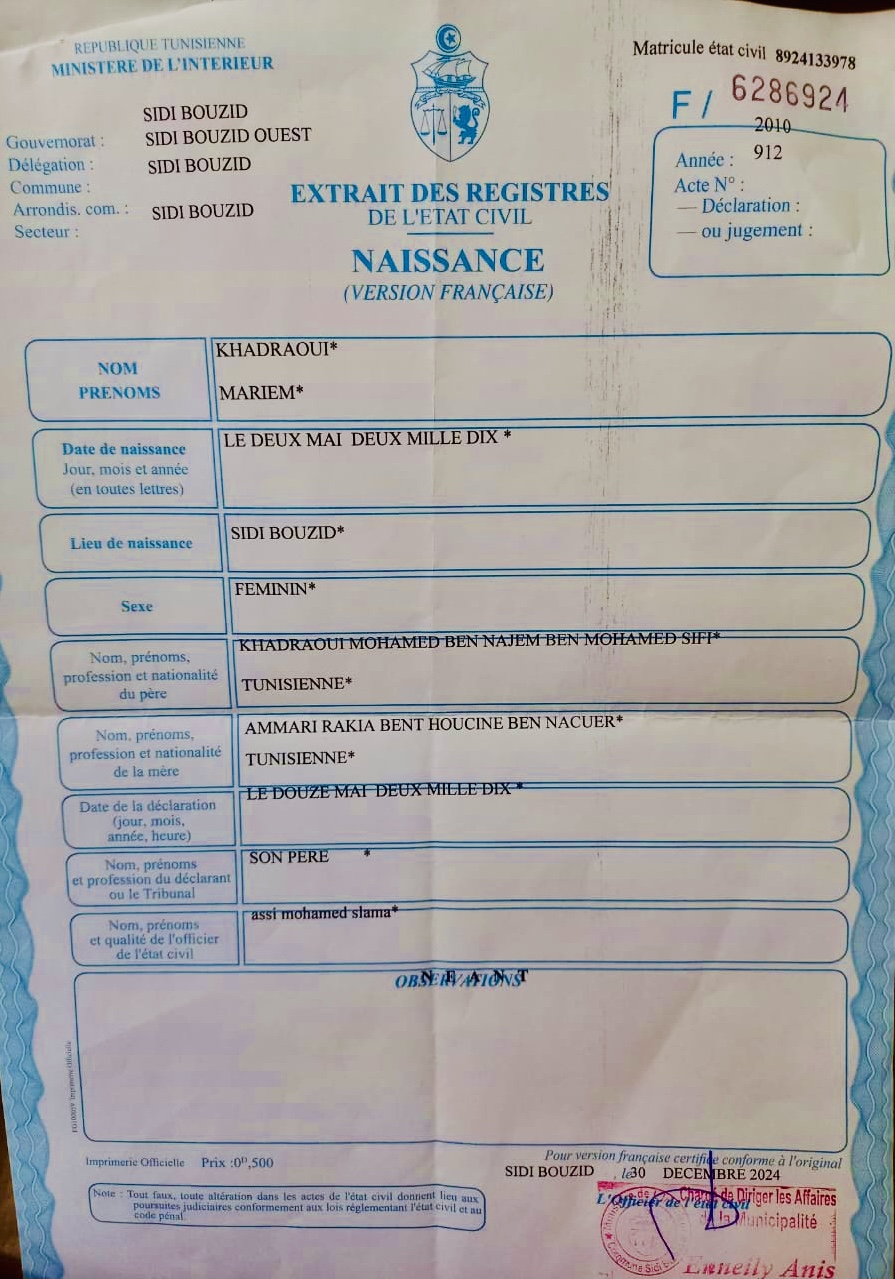 REPUBLIQUE TUNISIENNE
MINISTERE DE L'INTERIEUR
Matricule état civil 8924133978
F / 6286924
SIDI BOUZID
Gouvernorat : SIDI BOUZID OUEST
Délégation : SIDI BOUZID
Commune :
Arrondis. com. : SIDI BOUZID
Secteur :
2010
Année : 912
Acte N° :
— Déclaration :
— ou jugement :
EXTRAIT DES REGISTRES
DE L'ETAT CIVIL
NAISSANCE
(VERSION FRANÇAISE)
NOM
PRENOMS
KHADRAOUI*
MARIEM*
Date de naissance
Jour, mois et année
(en toutes lettres)
LE DEUX MAI DEUX MILLE DIX *
Lieu de naissance
SIDI BOUZID*
Sexe
FEMININ*
Nom, prénoms,
profession et nationalité
du père
KHADRAOUI MOHAMED BEN NAJEM BEN MOHAMED SIFI*
TUNISIENNE*
Nom, prénoms,
profession et nationalité
de la mère
AMMARI RAKIA BENT HOUCINE BEN NACUER*
TUNISIENNE*
Date de la déclaration
(jour, mois,
année, heure)
LE DOUZE MAI DEUX MILLE DIX *
Nom, prénoms
et profession du déclarant
ou le Tribunal
SON PERE *
Nom, prénoms
et qualité de l'officier
de l'état civil
assi mohamed slama*
OBSERVATIONS
N E A N T
Imprimerie Officielle Prix :0ᴰ,500
Note : Tout faux, toute altération dans les actes de l'état civil donnent lieu aux
poursuites judiciaires conformement aux lois réglementant l'état civil et au
code pénal.
Pour version française certifiée conforme à l'original
SIDI BOUZID , le 30 DECEMBRE 2024
L'Officier de l'état civil
Chargé de Diriger les Affaires
de la Municipalité
Enneily Anis